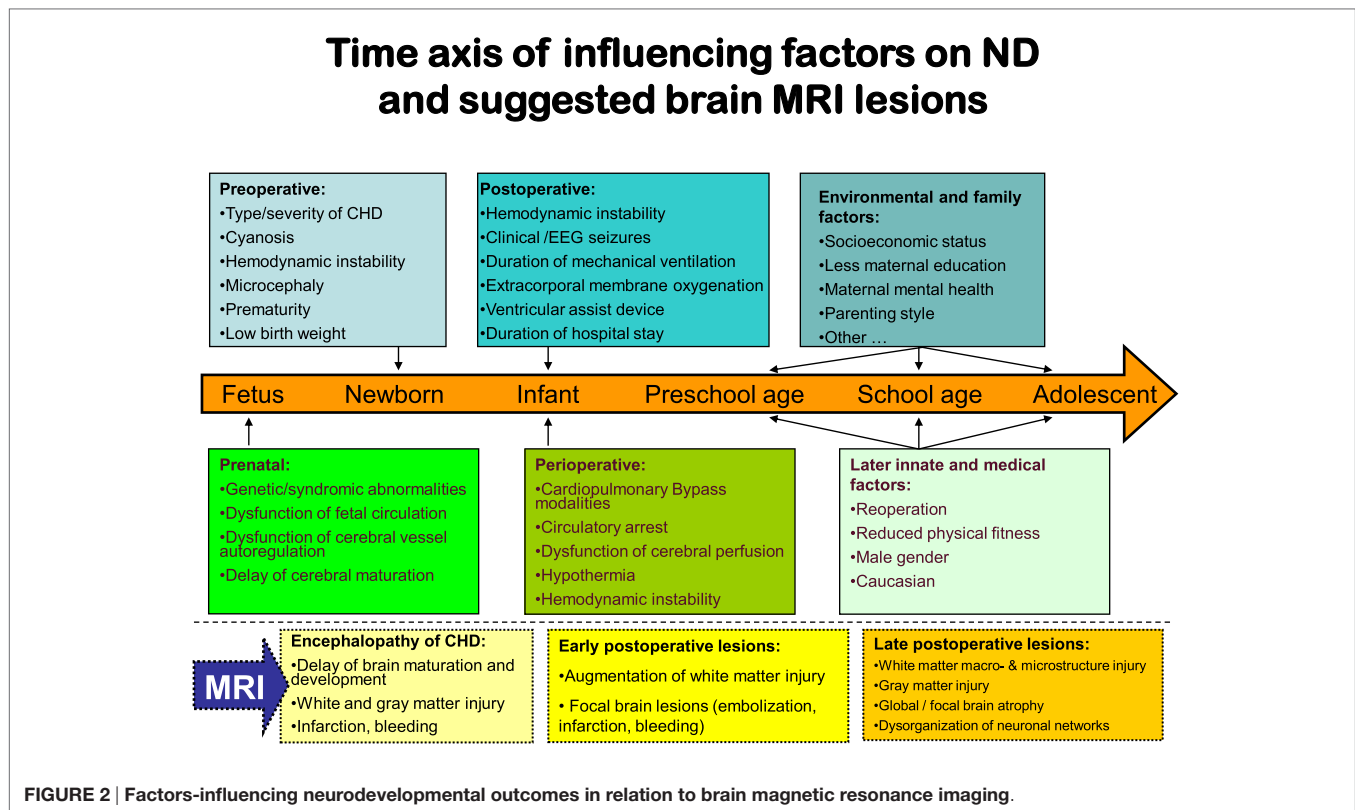 Time axis of influencing factors on ND
and suggested brain MRI lesions
Preoperative:
•Type/severity of CHD
•Cyanosis
•Hemodynamic instability
•Microcephaly
•Prematurity
•Low birth weight
Postoperative:
•Hemodynamic instability
•Clinical /EEG seizures
•Duration of mechanical ventilation
•Extracorporal membrane oxygenation
•Ventricular assist device
•Duration of hospital stay
Environmental and family
factors:
•Socioeconomic status
•Less maternal education
•Maternal mental health
•Parenting style
•Other …
Fetus Newborn Infant Preschool age School age Adolescent
Prenatal:
•Genetic/syndromic abnormalities
•Dysfunction of fetal circulation
•Dysfunction of cerebral vessel
autoregulation
•Delay of cerebral maturation
Perioperative:
•Cardiopulmonary Bypass
modalities
•Circulatory arrest
•Dysfunction of cerebral perfusion
•Hypothermia
•Hemodynamic instability
Later innate and medical
factors:
•Reoperation
•Reduced physical fitness
•Male gender
•Caucasian
MRI
Encephalopathy of CHD:
•Delay of brain maturation and
development
•White and gray matter injury
•Infarction, bleeding
Early postoperative lesions:
•Augmentation of white matter injury
• Focal brain lesions (embolization,
infarction, bleeding)
Late postoperative lesions:
•White matter macro- & microstructure injury
•Gray matter injury
•Global / focal brain atrophy
•Dysorganization of neuronal networks
FIGURE 2 | Factors-influencing neurodevelopmental outcomes in relation to brain magnetic resonance imaging.